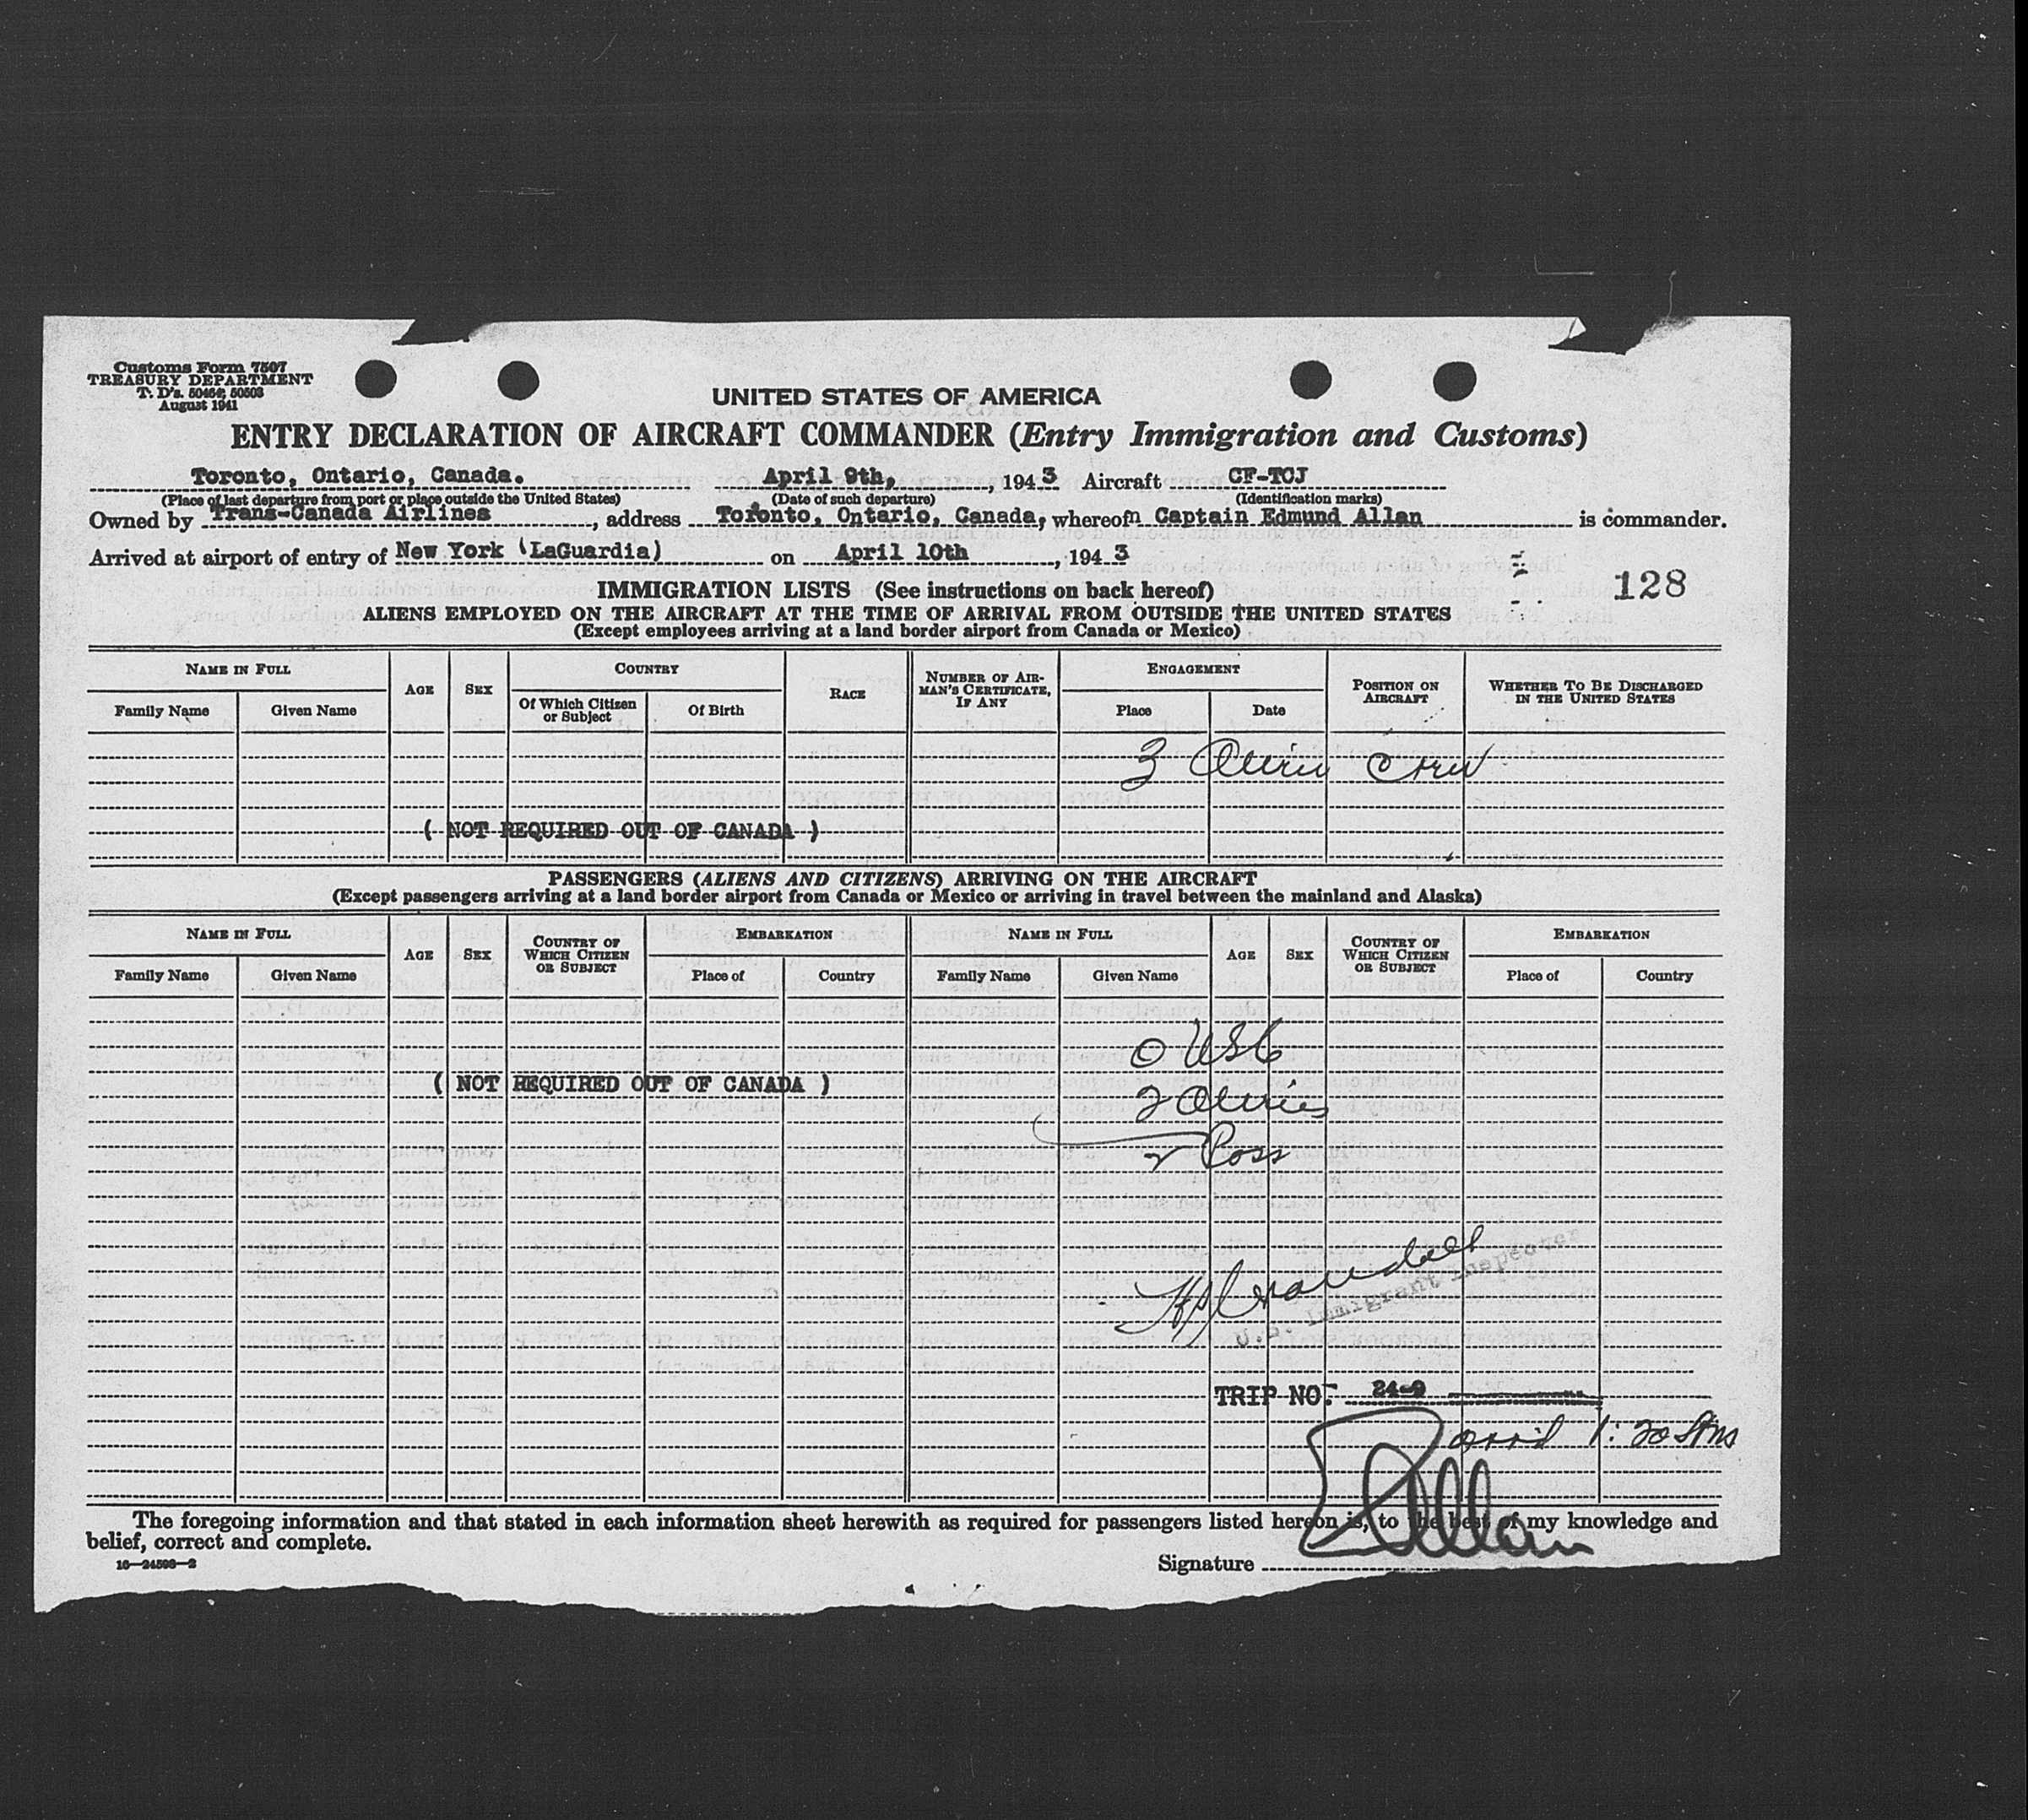 Customs Form 7507
TREASURY DEPARTMENT
T. D's. 50464; 50503
August 1941
UNITED STATES OF AMERICA
ENTRY DECLARATION OF AIRCRAFT COMMANDER (Entry Immigration and Customs)
Toronto, Ontario, Canada. April 9th, , 1943 Aircraft CF-TCJ
(Place of last departure from port or place outside the United States) (Date of such departure) (Identification marks)
Owned by Trans-Canada Airlines , address Toronto, Ontario, Canada, whereof Captain Edmund Allan is commander.
Arrived at airport of entry of New York (LaGuardia) on April 10th , 1943
IMMIGRATION LISTS (See instructions on back hereof)
128
ALIENS EMPLOYED ON THE AIRCRAFT AT THE TIME OF ARRIVAL FROM OUTSIDE THE UNITED STATES
(Except employees arriving at a land border airport from Canada or Mexico)
NAME IN FULL AGE SEX COUNTRY RACE NUMBER OF AIRMAN'S CERTIFICATE, IF ANY ENGAGEMENT POSITION ON AIRCRAFT WHETHER TO BE DISCHARGED IN THE UNITED STATES
Family Name Given Name Of Which Citizen or Subject Of Birth Place Date
3 Alien Crew
( NOT REQUIRED OUT OF CANADA )
PASSENGERS (ALIENS AND CITIZENS) ARRIVING ON THE AIRCRAFT
(Except passengers arriving at a land border airport from Canada or Mexico or arriving in travel between the mainland and Alaska)
NAME IN FULL AGE SEX COUNTRY OF WHICH CITIZEN OR SUBJECT EMBARKATION NAME IN FULL AGE SEX COUNTRY OF WHICH CITIZEN OR SUBJECT EMBARKATION
Family Name Given Name Place of Country Family Name Given Name Place of Country
0 USC
( NOT REQUIRED OUT OF CANADA )
2 Aliens
2 Pass
U.S. Immigrant Inspector
TRIP NO. 24-9
1:20
The foregoing information and that stated in each information sheet herewith as required for passengers listed hereon is, to the best of my knowledge and
belief, correct and complete.
16—24598—2
Signature EAllan